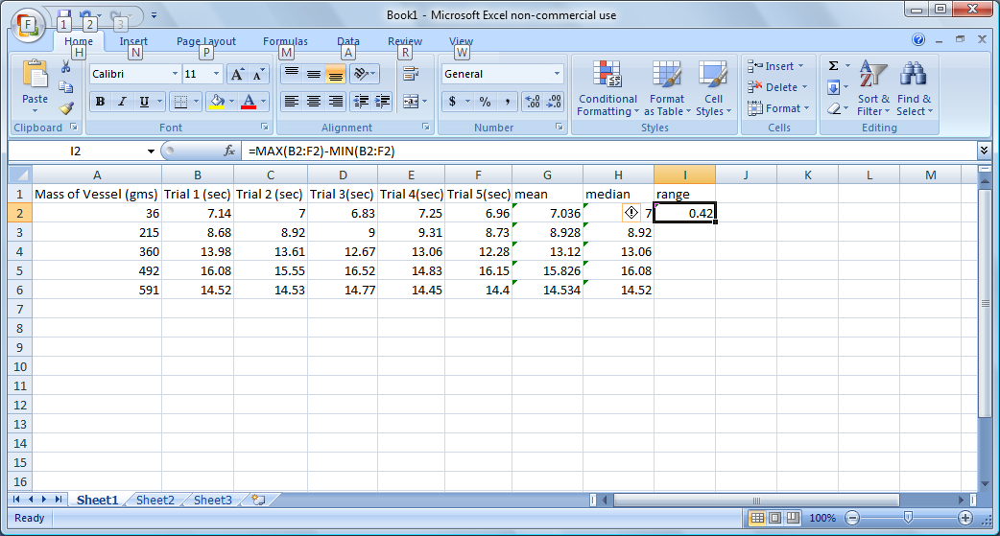 Book1 - Microsoft Excel non-commercial use
F 1 2 3
Home Insert Page Layout Formulas Data Review View
H N P M A R W
Calibri 11 General
Paste
B I U $ % , .00 .0
Conditional Formatting Format as Table Cell Styles
Insert
Delete
Format
Σ Sort & Filter Find & Select
Clipboard Font Alignment Number Styles Cells Editing
I2 fx =MAX(B2:F2)-MIN(B2:F2)
A B C D E F G H I J K L M
1 Mass of Vessel (gms) Trial 1 (sec) Trial 2 (sec) Trial 3(sec) Trial 4(sec) Trial 5(sec) mean median range
2 36 7.14 7 6.83 7.25 6.96 7.036 7 0.42
3 215 8.68 8.92 9 9.31 8.73 8.928 8.92
4 360 13.98 13.61 12.67 13.06 12.28 13.12 13.06
5 492 16.08 15.55 16.52 14.83 16.15 15.826 16.08
6 591 14.52 14.53 14.77 14.45 14.4 14.534 14.52
7
8
9
10
11
12
13
14
15
16
Sheet1 Sheet2 Sheet3
Ready 100%